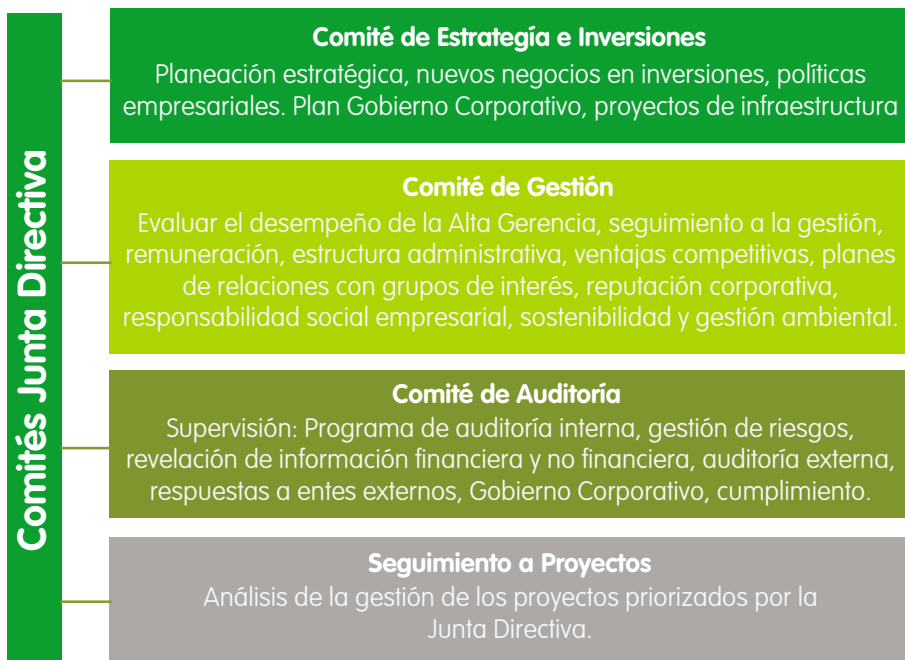 Comités Junta Directiva
Comité de Estrategía e Inversiones
Planeación estratégica, nuevos negocios en inversiones, políticas
empresariales. Plan Gobierno Corporativo, proyectos de infraestructura
Comité de Gestión
Evaluar el desempeño de la Alta Gerencia, seguimiento a la gestión,
remuneración, estructura administrativa, ventajas competitivas, planes
de relaciones con grupos de interés, reputación corporativa,
responsabilidad social empresarial, sostenibilidad y gestión ambiental.
Comité de Auditoría
Supervisión: Programa de auditoría interna, gestión de riesgos,
revelación de información financiera y no financiera, auditoría externa,
respuestas a entes externos, Gobierno Corporativo, cumplimiento.
Seguimiento a Proyectos
Análisis de la gestión de los proyectos priorizados por la
Junta Directiva.